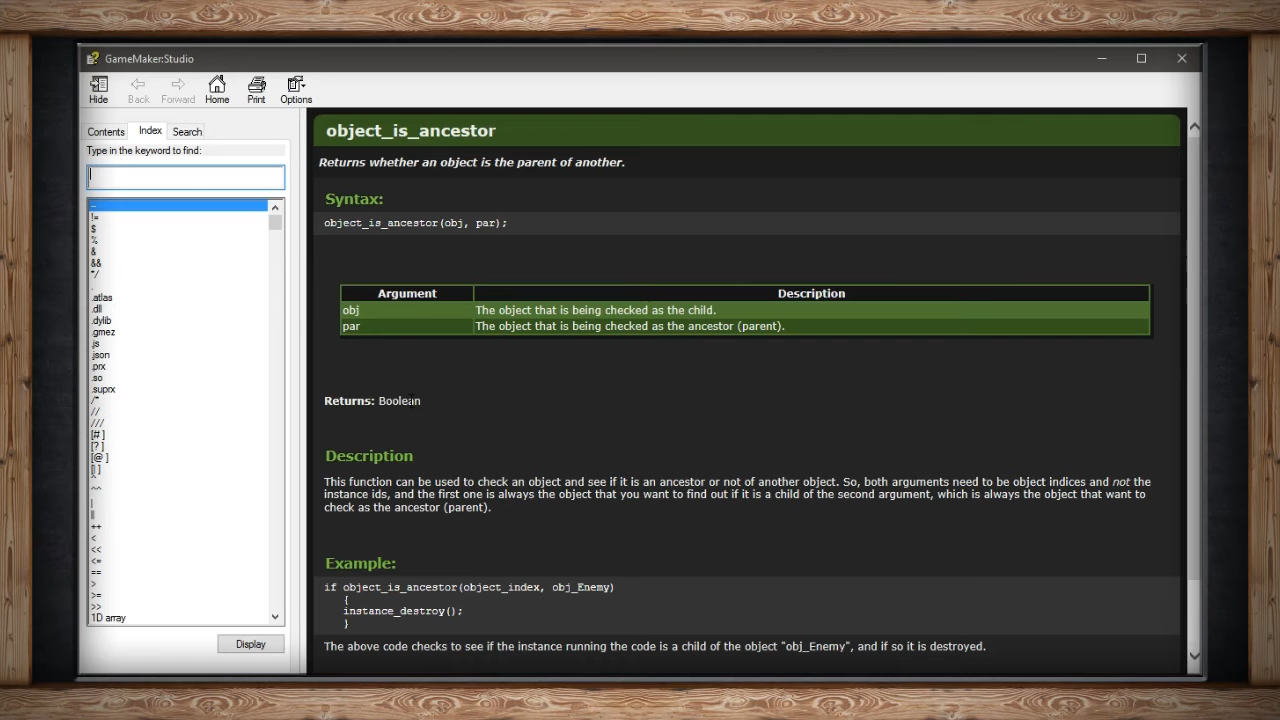 GameMaker:Studio
Hide Back Forward Home Print Options
Contents Index Search
Type in the keyword to find:
_
!=
$
%
&
&&
*/
.
.atlas
.dll
.dylib
.gmez
.js
.json
.prx
.so
.suprx
/*
//
///
[# ]
[? ]
[@ ]
[| ]
^
^^
|
||
++
<
<<
<=
==
>
>=
>>
1D array
Display
object_is_ancestor
Returns whether an object is the parent of another.
Syntax:
object_is_ancestor(obj, par);
Argument Description
obj The object that is being checked as the child.
par The object that is being checked as the ancestor (parent).
Returns: Boolean
Description
This function can be used to check an object and see if it is an ancestor or not of another object. So, both arguments need to be object indices and not the
instance ids, and the first one is always the object that you want to find out if it is a child of the second argument, which is always the object that want to
check as the ancestor (parent).
Example:
if object_is_ancestor(object_index, obj_Enemy)
{
instance_destroy();
}
The above code checks to see if the instance running the code is a child of the object "obj_Enemy", and if so it is destroyed.